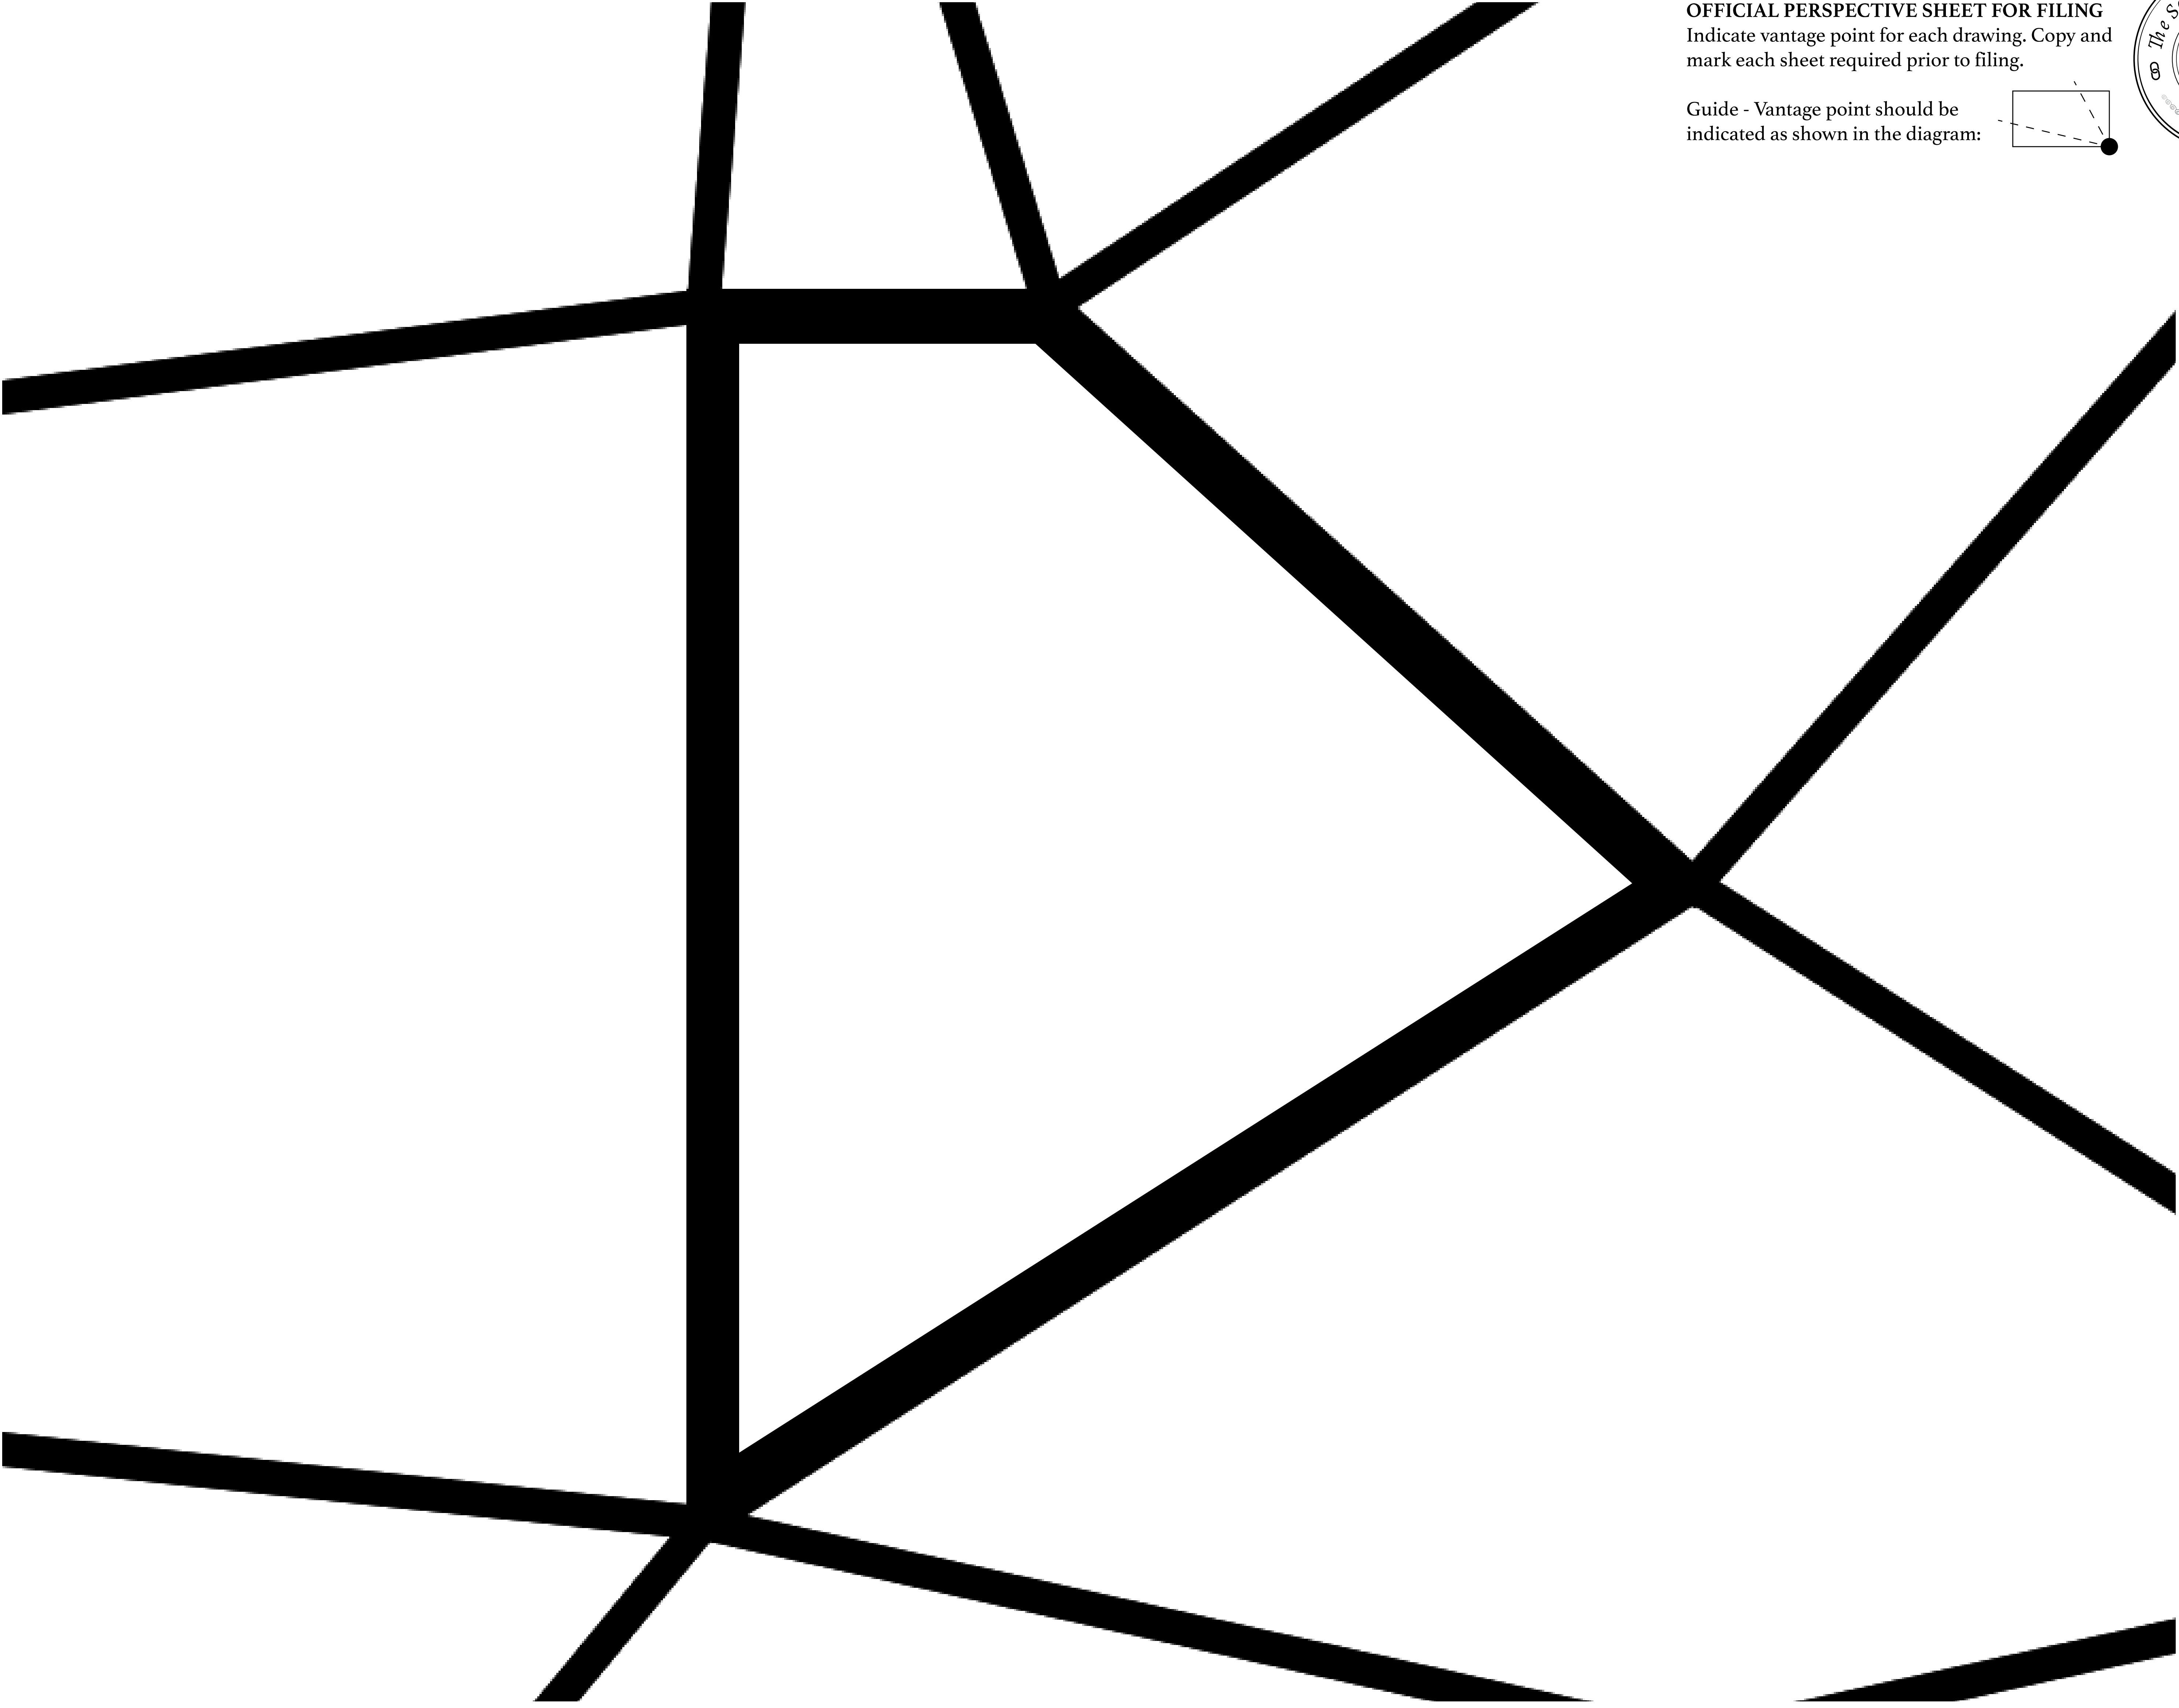 OFFICIAL PERSPECTIVE SHEET FOR FILING
Indicate vantage point for each drawing. Copy and
mark each sheet required prior to filing.
Guide - Vantage point should be
indicated as shown in the diagram:
The